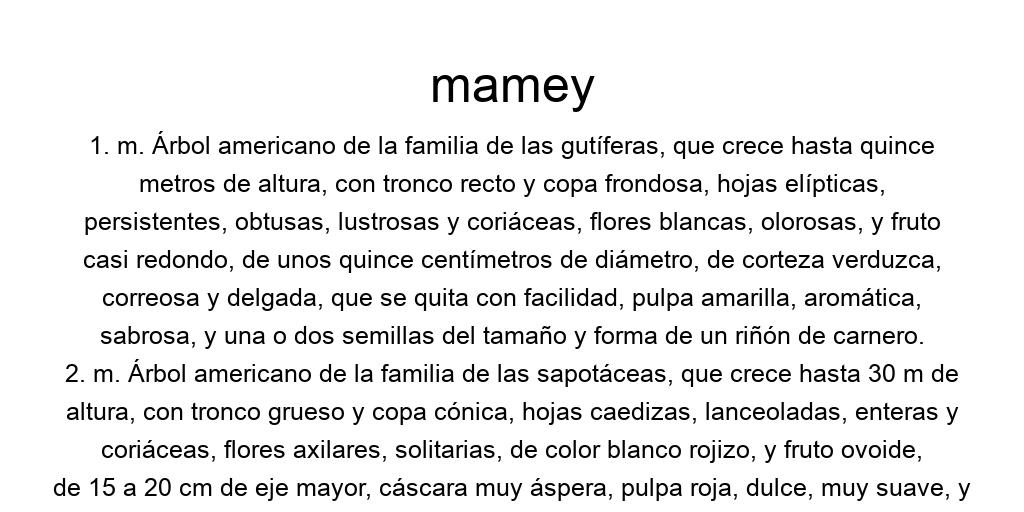 mamey
1. m. Árbol americano de la familia de las gutíferas, que crece hasta quince
metros de altura, con tronco recto y copa frondosa, hojas elípticas,
persistentes, obtusas, lustrosas y coriáceas, flores blancas, olorosas, y fruto
casi redondo, de unos quince centímetros de diámetro, de corteza verduzca,
correosa y delgada, que se quita con facilidad, pulpa amarilla, aromática,
sabrosa, y una o dos semillas del tamaño y forma de un riñón de carnero.
2. m. Árbol americano de la familia de las sapotáceas, que crece hasta 30 m de
altura, con tronco grueso y copa cónica, hojas caedizas, lanceoladas, enteras y
coriáceas, flores axilares, solitarias, de color blanco rojizo, y fruto ovoide,
de 15 a 20 cm de eje mayor, cáscara muy áspera, pulpa roja, dulce, muy suave, y